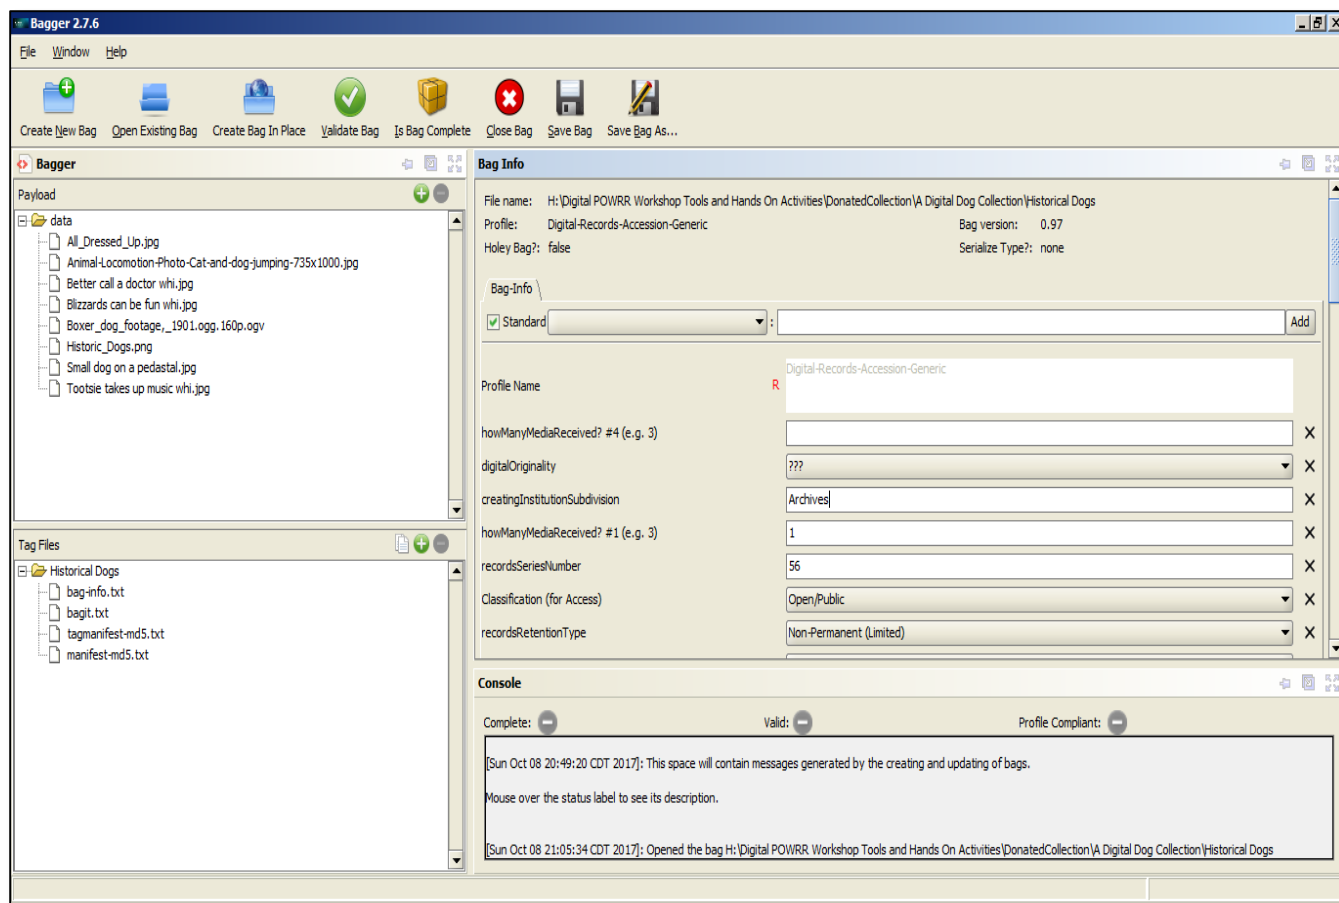 Bagger 2.7.6
File Window Help
Create New Bag Open Existing Bag Create Bag In Place Validate Bag Is Bag Complete Close Bag Save Bag Save Bag As...
Bagger
Payload
data
All_Dressed_Up.jpg
Animal-Locomotion-Photo-Cat-and-dog-jumping-735x1000.jpg
Better call a doctor whi.jpg
Blizzards can be fun whi.jpg
Boxer_dog_footage,_1901.ogg.160p.ogv
Historic_Dogs.png
Small dog on a pedastal.jpg
Tootsie takes up music whi.jpg
Tag Files
Historical Dogs
bag-info.txt
bagit.txt
tagmanifest-md5.txt
manifest-md5.txt
Bag Info
File name: H:\Digital POWRR Workshop Tools and Hands On Activities\DonatedCollection\A Digital Dog Collection\Historical Dogs
Profile: Digital-Records-Accession-Generic Bag version: 0.97
Holey Bag?: false Serialize Type?: none
Bag-Info
Standard : Add
Profile Name R Digital-Records-Accession-Generic
howManyMediaReceived? #4 (e.g. 3)
digitalOriginality ???
creatingInstitutionSubdivision Archives
howManyMediaReceived? #1 (e.g. 3) 1
recordsSeriesNumber 56
Classification (for Access) Open/Public
recordsRetentionType Non-Permanent (Limited)
Console
Complete: Valid: Profile Compliant:
[Sun Oct 08 20:49:20 CDT 2017]: This space will contain messages generated by the creating and updating of bags.
Mouse over the status label to see its description.
[Sun Oct 08 21:05:34 CDT 2017]: Opened the bag H:\Digital POWRR Workshop Tools and Hands On Activities\DonatedCollection\A Digital Dog Collection\Historical Dogs